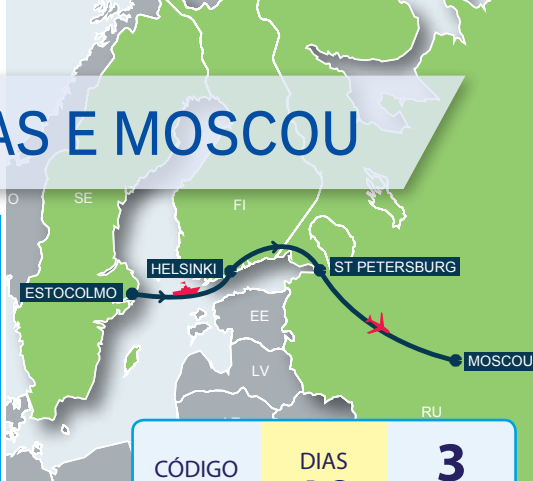 AS E MOSCOU
SE
FI
HELSINKI
ST PETERSBURG
ESTOCOLMO
EE
MOSCOU
LV
RU
CÓDIGO
DIAS
3